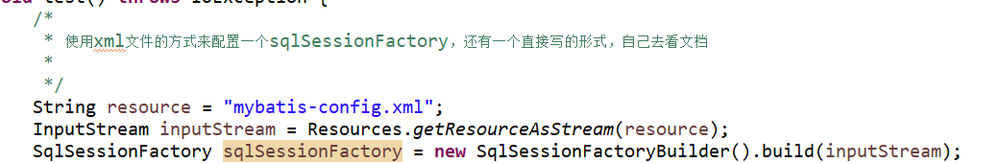 old test() throws IOException {
/*
* 使用xml文件的方式来配置一个sqlSessionFactory，还有一个直接写的形式，自己去看文档
*
*/
String resource = "mybatis-config.xml";
InputStream inputStream = Resources.getResourceAsStream(resource);
SqlSessionFactory sqlSessionFactory = new SqlSessionFactoryBuilder().build(inputStream);